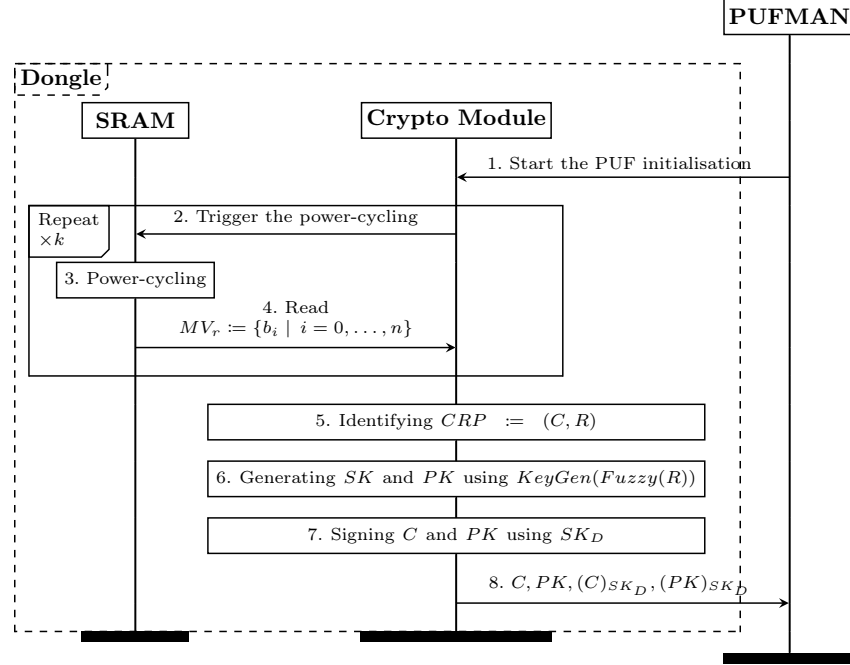 PUFMAN
Dongle
SRAM
Crypto Module
1. Start the PUF initialisation
Repeat
×k
2. Trigger the power-cycling
3. Power-cycling
4. Read
MV_r := {b_i | i = 0, . . . , n}
5. Identifying CRP := (C, R)
6. Generating SK and PK using KeyGen(Fuzzy(R))
7. Signing C and PK using SK_D
8. C, PK, (C)_{SK_D}, (PK)_{SK_D}